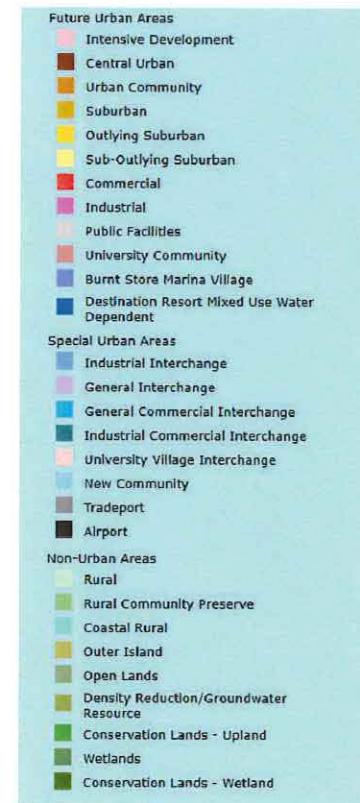 Future Urban Areas
Intensive Development
Central Urban
Urban Community
Suburban
Outlying Suburban
Sub-Outlying Suburban
Commercial
Industrial
Public Facilities
University Community
Burnt Store Marina Village
Destination Resort Mixed Use Water
Dependent
Special Urban Areas
Industrial Interchange
General Interchange
General Commercial Interchange
Industrial Commercial Interchange
University Village Interchange
New Community
Tradeport
Airport
Non-Urban Areas
Rural
Rural Community Preserve
Coastal Rural
Outer Island
Open Lands
Density Reduction/Groundwater
Resource
Conservation Lands - Upland
Wetlands
Conservation Lands - Wetland